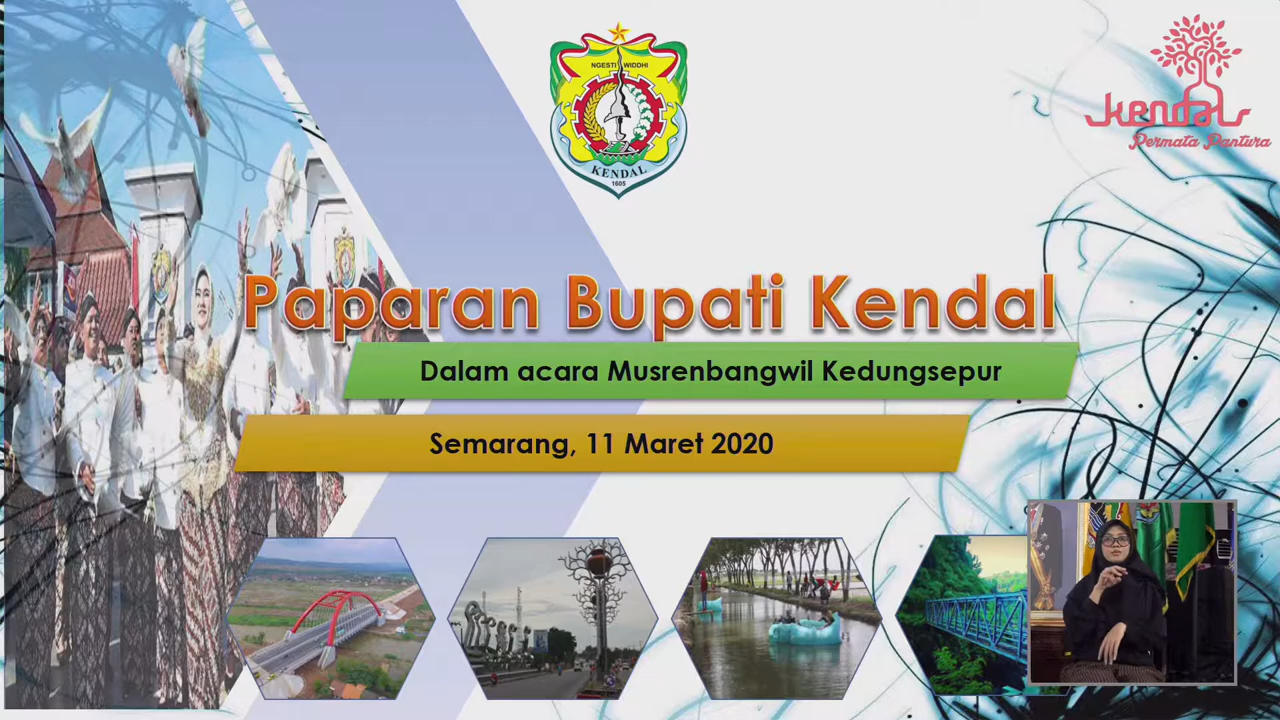 NGESTI WIDDHI
KENDAL
1605
Kendal
Permata Pantura
Paparan Bupati Kendal
Dalam acara Musrenbangwil Kedungsepur
Semarang, 11 Maret 2020